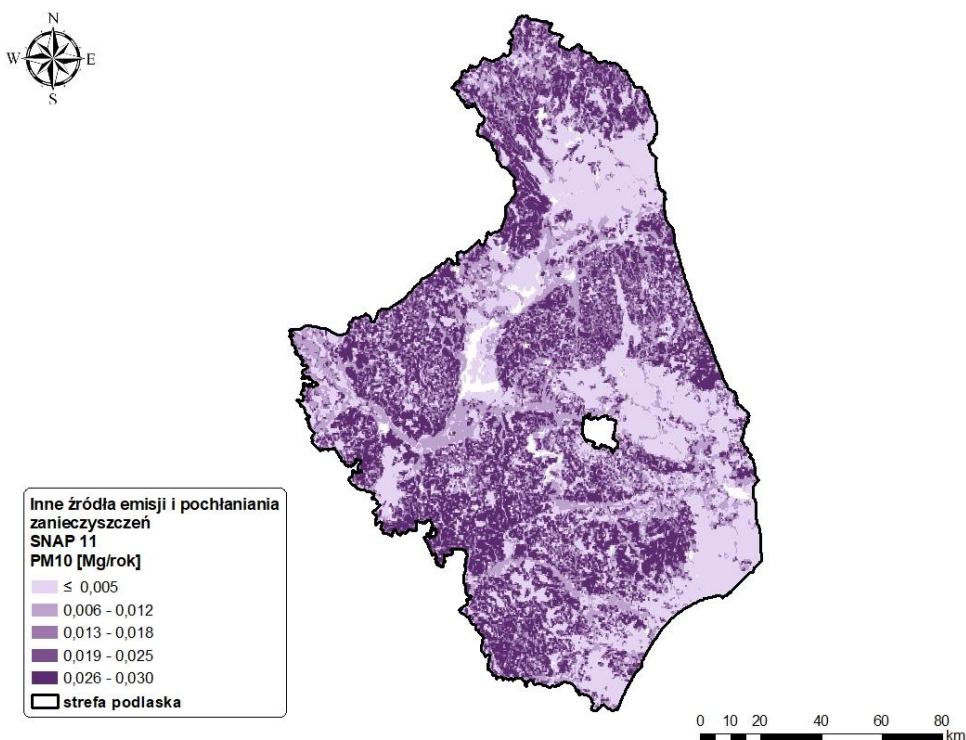 N
W E
S
Inne źródła emisji i pochłaniania
zanieczyszczeń
SNAP 11
PM10 [Mg/rok]
≤ 0,005
0,006 - 0,012
0,013 - 0,018
0,019 - 0,025
0,026 - 0,030
strefa podlaska
0 10 20 40 60 80
km